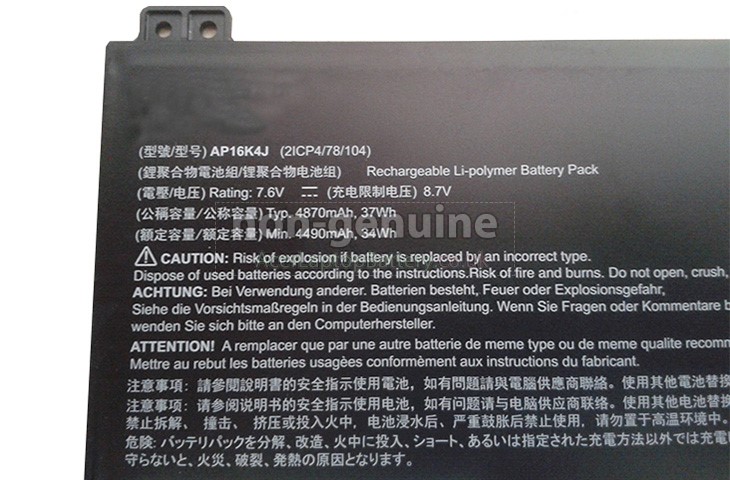 (型號/型号) AP16K4J (2ICP4/78/104)
(鋰聚合物電池組/锂聚合物电池组) Rechargeable Li-polymer Battery Pack
(電壓/电压) Rating: 7.6V ⎓ (充电限制电压) 8.7V
(公稱容量/公称容量) Typ. 4870mAh, 37Wh
(額定容量/额定容量) Min. 4490mAh, 34Wh
non-genuine
⚠ CAUTION: Risk of explosion if battery is replaced by an incorrect type.
Dispose of used batteries according to the instructions.Risk of fire and burns. Do not open, crush,
ACHTUNG: Bei Verwendung anderer. Batterien besteht, Feuer oder Explosionsgefahr,
Siehe die Vorsichtsmaßregeln in der Bedienungsanleitung. Wenn Sie Fragen oder Kommentare
wenden Sie sich bitte an den Computerhersteller.
ATTENTION! A remplacer que par une autre batterie de meme type ou de meme qualite
Mettre au rebut les batteries usagées conformèment aux instructions du fabricant.
注意事項: 請參閱說明書的安全指示使用電池, 如有問題請與電腦供應商聯絡。使用其他電池替換
注意事项: 请参阅说明书的安全指示使用电池, 如有疑问请与电脑供应商联系。使用其他电池替
禁止拆解、 撞击、 挤压或投入火中, 电池浸水后、严重鼓胀后禁止使用, 请勿置于高温环境中。
危険: バッテリパックを分解、改造、火中に投入、ショート、あるいは指定された充電方法以外では充電
守らないと、火災、破裂、発熱の原因となります。